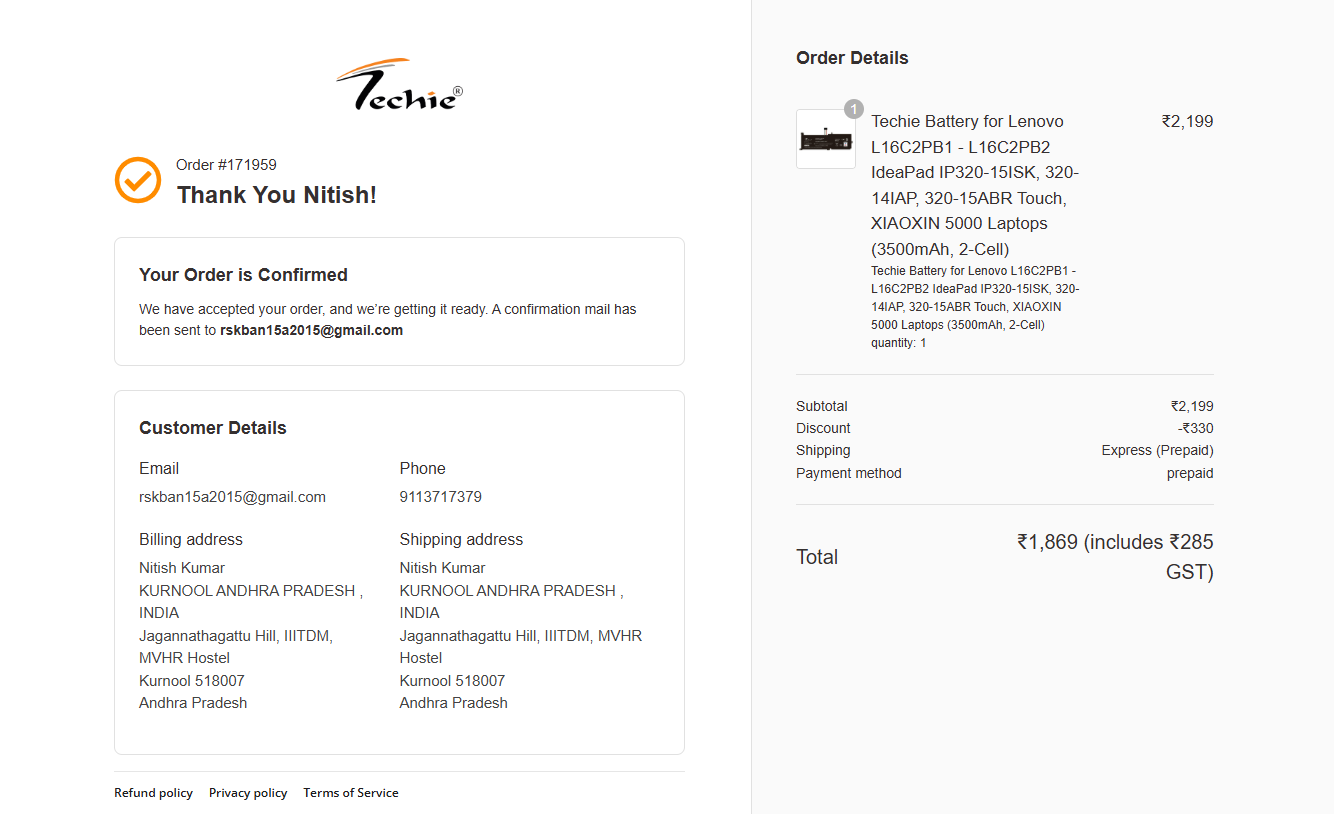 Techie®
Order #171959
Thank You Nitish!
Your Order is Confirmed
We have accepted your order, and we’re getting it ready. A confirmation mail has
been sent to rskban15a2015@gmail.com
Customer Details
Email
rskban15a2015@gmail.com
Phone
9113717379
Billing address
Nitish Kumar
KURNOOL ANDHRA PRADESH ,
INDIA
Jagannathagattu Hill, IIITDM,
MVHR Hostel
Kurnool 518007
Andhra Pradesh
Shipping address
Nitish Kumar
KURNOOL ANDHRA PRADESH ,
INDIA
Jagannathagattu Hill, IIITDM, MVHR
Hostel
Kurnool 518007
Andhra Pradesh
Refund policy Privacy policy Terms of Service
Order Details
1
Techie Battery for Lenovo ₹2,199
L16C2PB1 - L16C2PB2
IdeaPad IP320-15ISK, 320-
14IAP, 320-15ABR Touch,
XIAOXIN 5000 Laptops
(3500mAh, 2-Cell)
Techie Battery for Lenovo L16C2PB1 -
L16C2PB2 IdeaPad IP320-15ISK, 320-
14IAP, 320-15ABR Touch, XIAOXIN
5000 Laptops (3500mAh, 2-Cell)
quantity: 1
Subtotal ₹2,199
Discount -₹330
Shipping Express (Prepaid)
Payment method prepaid
Total ₹1,869 (includes ₹285
GST)